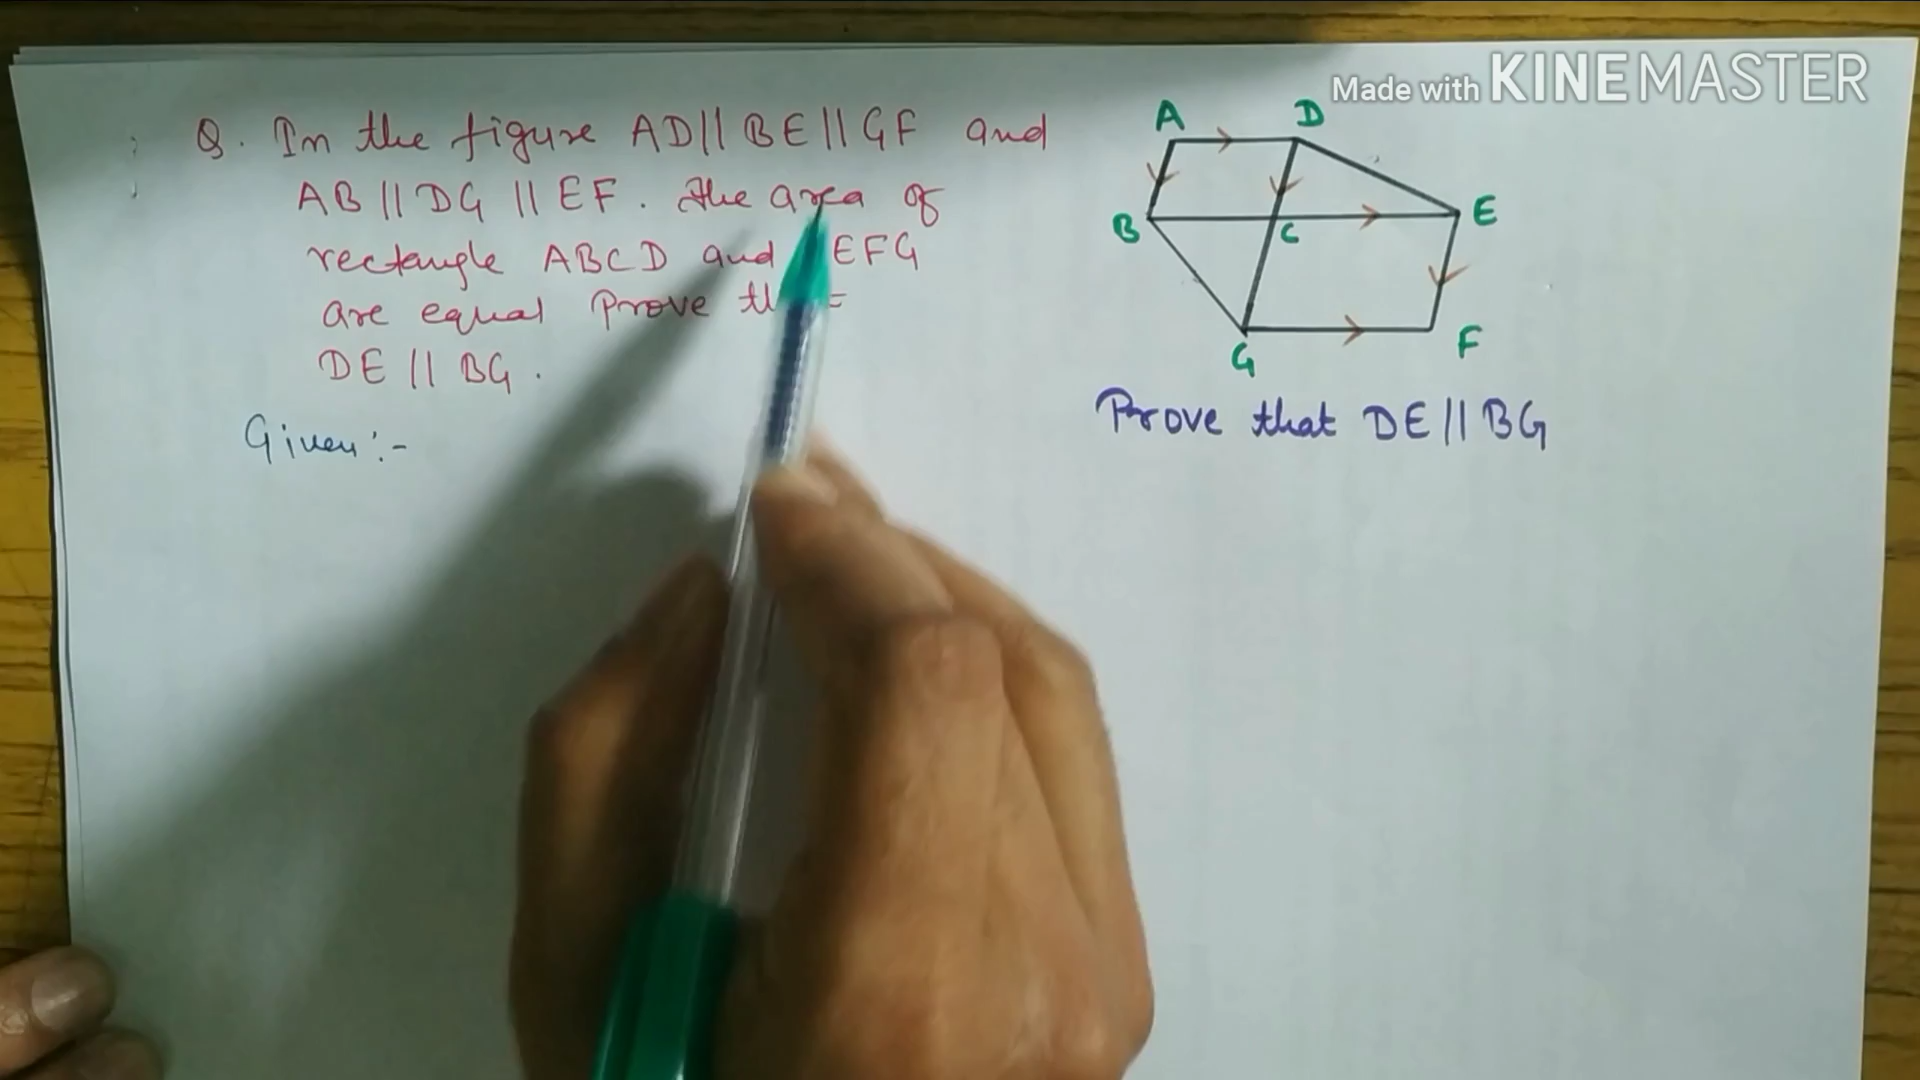 Made with KINEMASTER
Q. In the figure AD||BE||GF and
AB||DG||EF. the area of
rectangle ABCD and EFG
are equal Prove
DE||BG.
Given:-
A
D
B
C
E
G
F
Prove that DE||BG